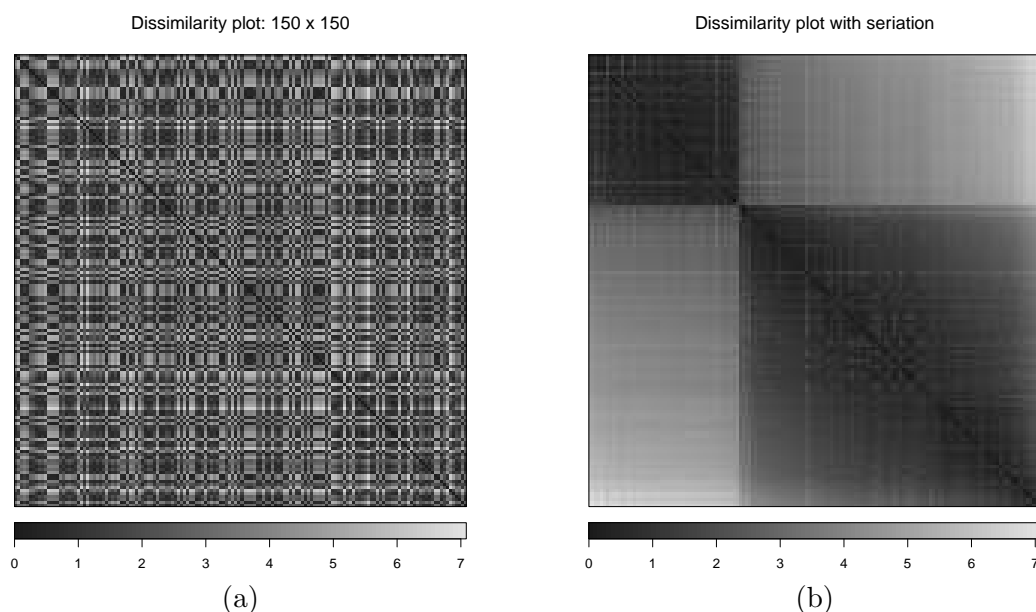 Dissimilarity plot: 150 x 150
Dissimilarity plot with seriation
0 1 2 3 4 5 6 7
0 1 2 3 4 5 6 7
(a)
(b)